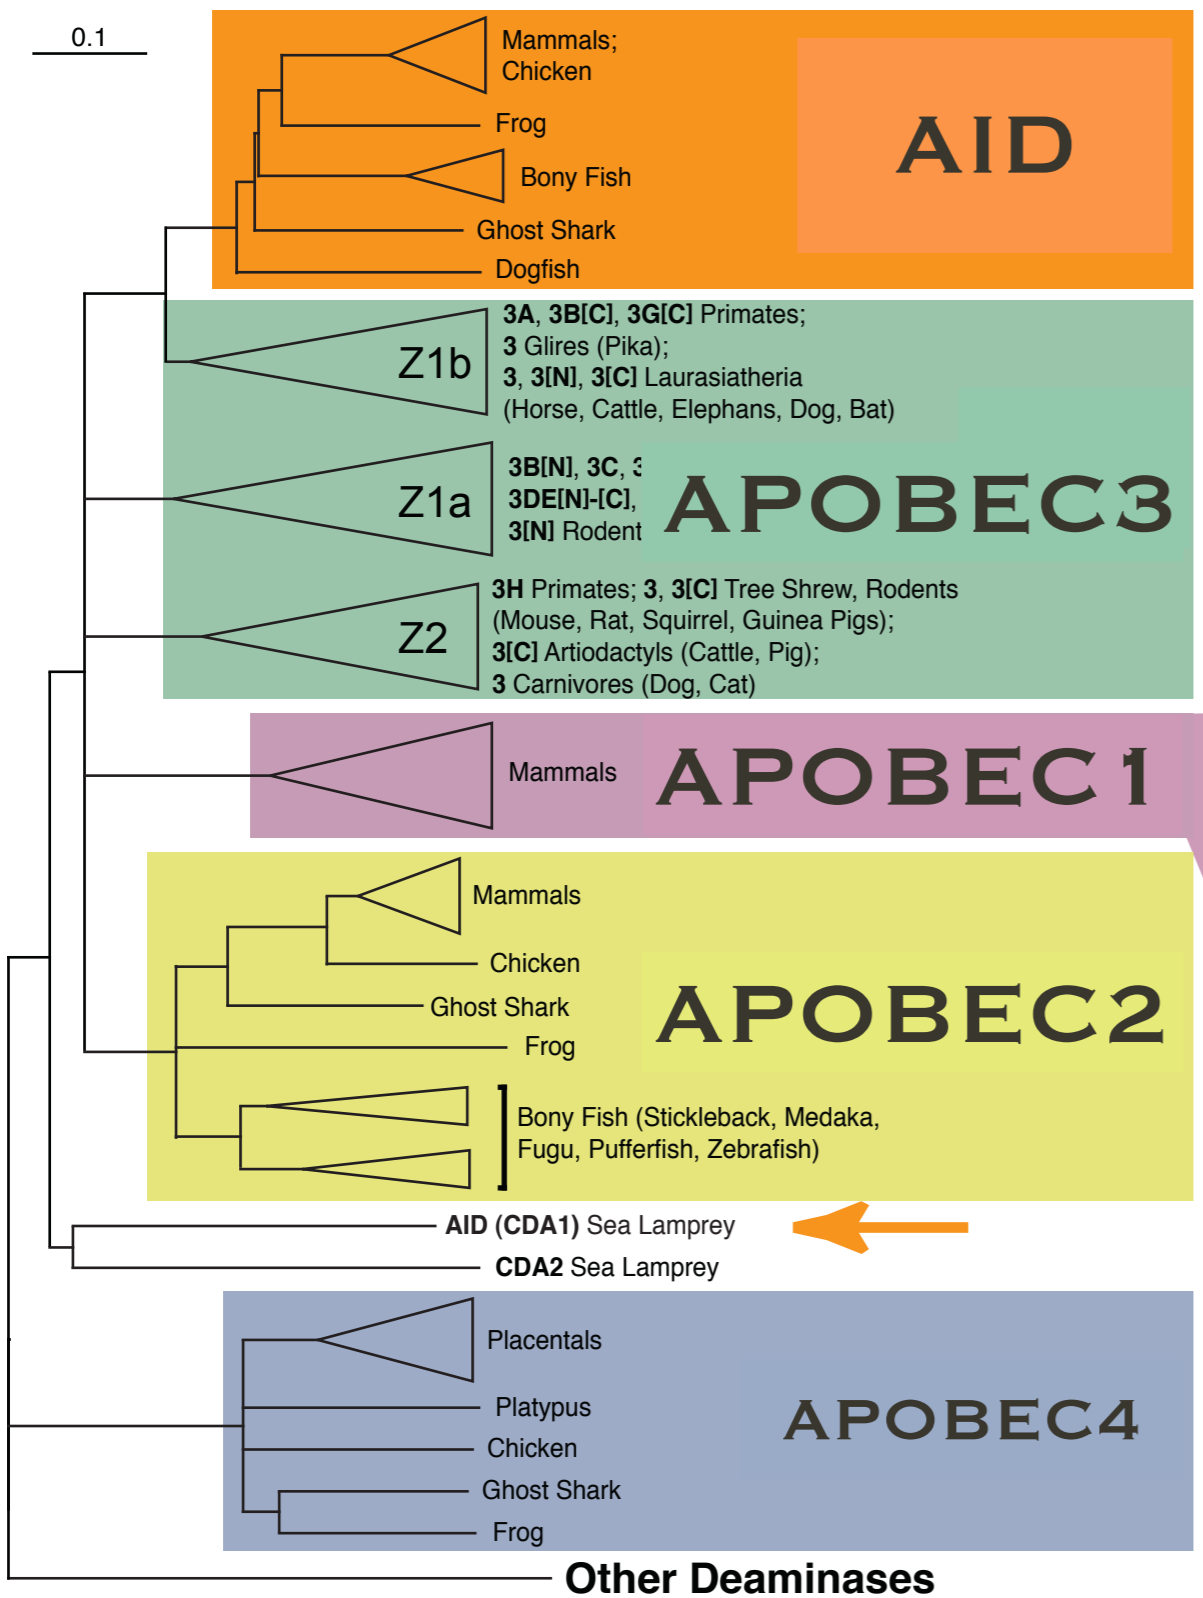 0.1
Mammals;
Chicken
Frog
Bony Fish
Ghost Shark
Dogfish
AID
Z1b
3A, 3B[C], 3G[C] Primates;
3 Glires (Pika);
3, 3[N], 3[C] Laurasiatheria
(Horse, Cattle, Elephans, Dog, Bat)
Z1a
3B[N], 3C,
3DE[N]-[C],
3[N] Rodent
APOBEC3
Z2
3H Primates; 3, 3[C] Tree Shrew, Rodents
(Mouse, Rat, Squirrel, Guinea Pigs);
3[C] Artiodactyls (Cattle, Pig);
3 Carnivores (Dog, Cat)
Mammals
APOBEC1
Mammals
Chicken
Ghost Shark
Frog
APOBEC2
Bony Fish (Stickleback, Medaka,
Fugu, Pufferfish, Zebrafish)
AID (CDA1) Sea Lamprey
CDA2 Sea Lamprey
Placentals
Platypus
Chicken
Ghost Shark
Frog
APOBEC4
Other Deaminases